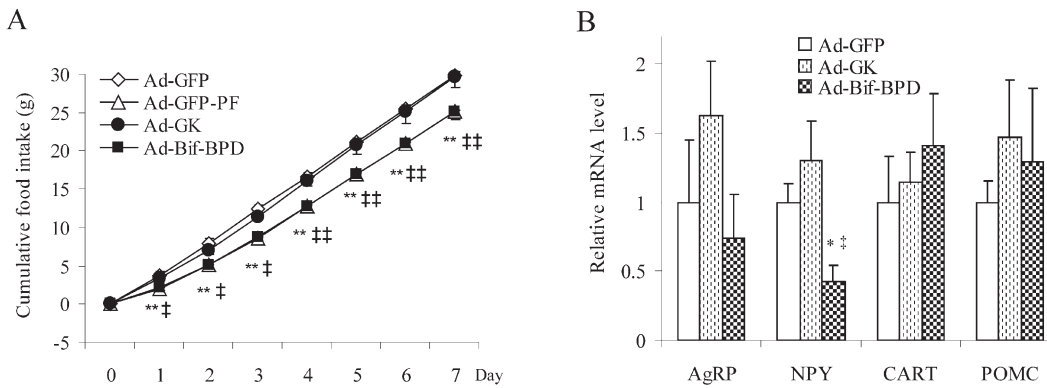 A
Ad-GFP
Ad-GFP-PF
Ad-GK
Ad-Bif-BPD
Cumulative food intake (g)
30
25
20
15
10
5
0
-5
** ‡
** ‡
** ‡
** ‡‡
** ‡‡
** ‡‡
** ‡‡
0 1 2 3 4 5 6 7 Day
B
Ad-GFP
Ad-GK
Ad-Bif-BPD
Relative mRNA level
2
1.5
1
0.5
0
* ‡
AgRP NPY CART POMC